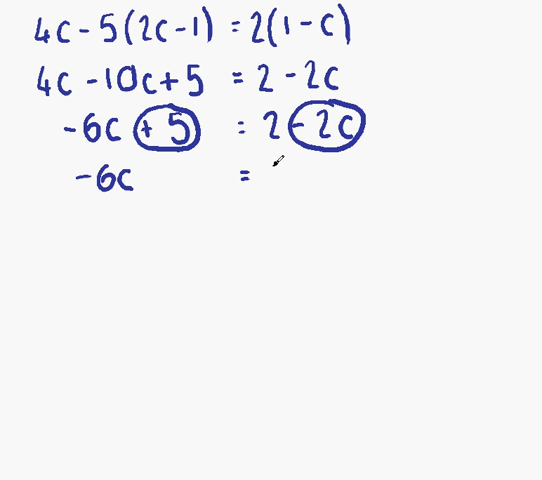 4c - 5(2c - 1) = 2(1 - c)
4c - 10c + 5 = 2 - 2c
-6c + 5 = 2 - 2c
-6c =